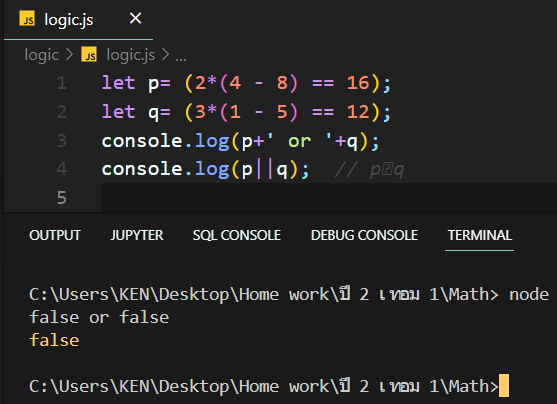 JS logic.js ×
logic > JS logic.js > ...
1 let p= (2*(4 - 8) == 16);
2 let q= (3*(1 - 5) == 12);
3 console.log(p+' or '+q);
4 console.log(p||q); // p q
5
OUTPUT JUPYTER SQL CONSOLE DEBUG CONSOLE TERMINAL
C:\Users\KEN\Desktop\Home work\ปี 2 เทอม 1\Math> node
false or false
false
C:\Users\KEN\Desktop\Home work\ปี 2 เทอม 1\Math>